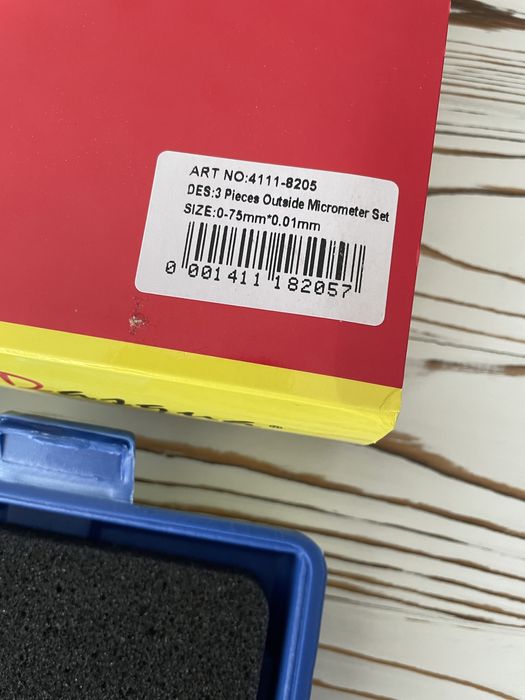 ART NO:4111-8205
DES:3 Pieces Outside Micrometer Set
SIZE:0-75mm*0.01mm
0 001411 182057